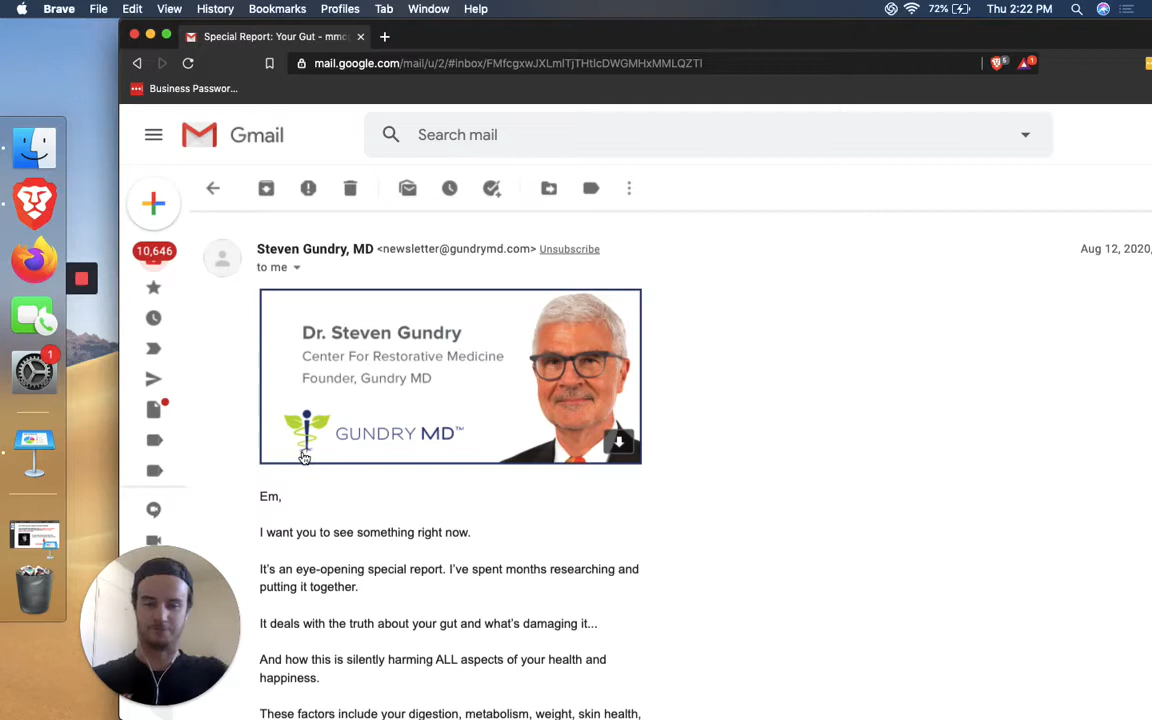 Brave File Edit View History Bookmarks Profiles Tab Window Help 72% Thu 2:22 PM
Special Report: Your Gut - mmc
mail.google.com/mail/u/2/#inbox/FMfcgxwJXLmlTjTHtlcDWGMHxMMLQZTl
5 1
Business Passwor...
Gmail Search mail
10,646
Steven Gundry, MD <newsletter@gundrymd.com> Unsubscribe Aug 12, 2020,
to me
Dr. Steven Gundry
Center For Restorative Medicine
Founder, Gundry MD
GUNDRY MD™
1
Em,
I want you to see something right now.
It's an eye-opening special report. I've spent months researching and
putting it together.
It deals with the truth about your gut and what's damaging it...
And how this is silently harming ALL aspects of your health and
happiness.
These factors include your digestion, metabolism, weight, skin health,